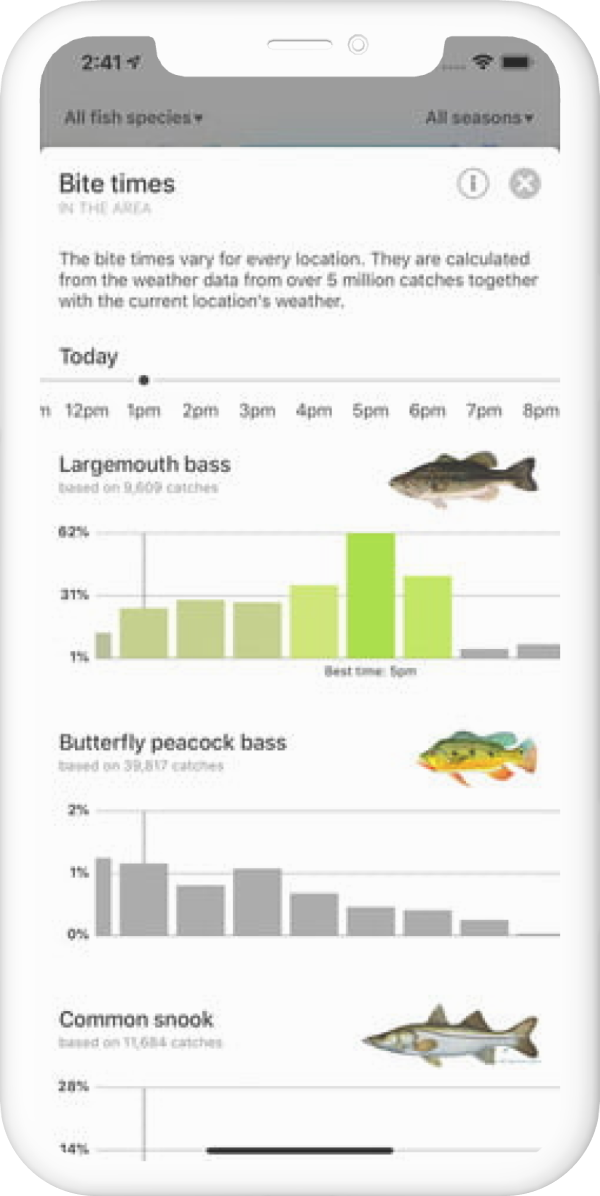 2:41
All fish species▾ All seasons▾
Bite times
IN THE AREA
The bite times vary for every location. They are calculated
from the weather data from over 5 million catches together
with the current location's weather.
Today
m 12pm 1pm 2pm 3pm 4pm 5pm 6pm 7pm 8pm
Largemouth bass
based on 9,609 catches
62%
31%
1%
Best time: 5pm
Butterfly peacock bass
based on 39,817 catches
2%
1%
0%
Common snook
based on 11,684 catches
28%
14%